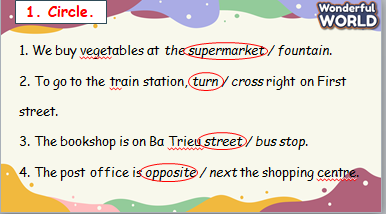 1. Circle.
Wonderful
WORLD
1. We buy vegetables at the supermarket / fountain.
2. To go to the train station, turn / cross right on First
street.
3. The bookshop is on Ba Trieu street / bus stop.
4. The post office is opposite / next the shopping centre.